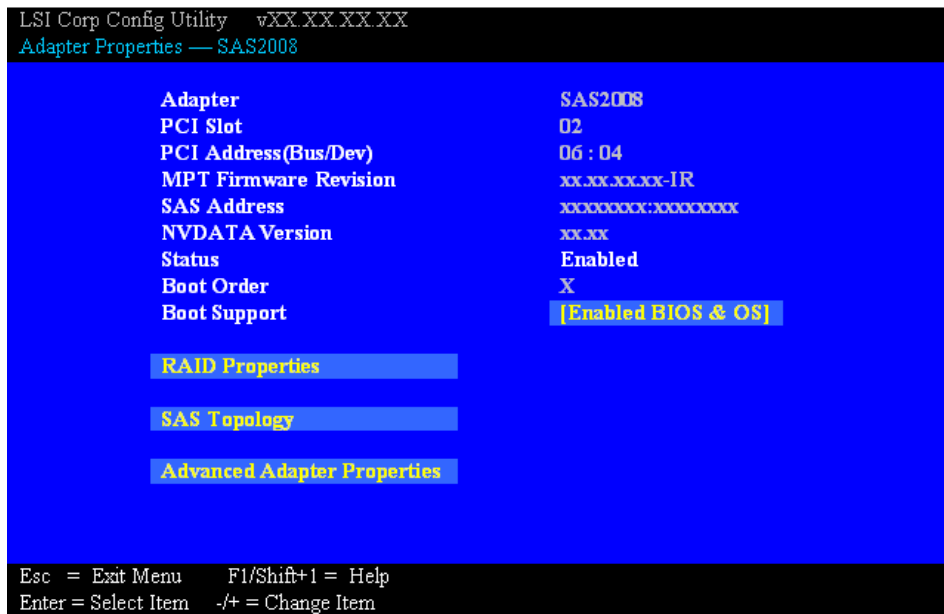 LSI Corp Config Utility vXX.XX.XX.XX
Adapter Properties — SAS2008
Adapter SAS2008
PCI Slot 02
PCI Address(Bus/Dev) 06 : 04
MPT Firmware Revision xx.xx.xx.xx-IR
SAS Address xxxxxxxx:xxxxxxxx
NVDATA Version xx.xx
Status Enabled
Boot Order X
Boot Support [Enabled BIOS & OS]
RAID Properties
SAS Topology
Advanced Adapter Properties
Esc = Exit Menu F1/Shift+1 = Help
Enter = Select Item -/+ = Change Item